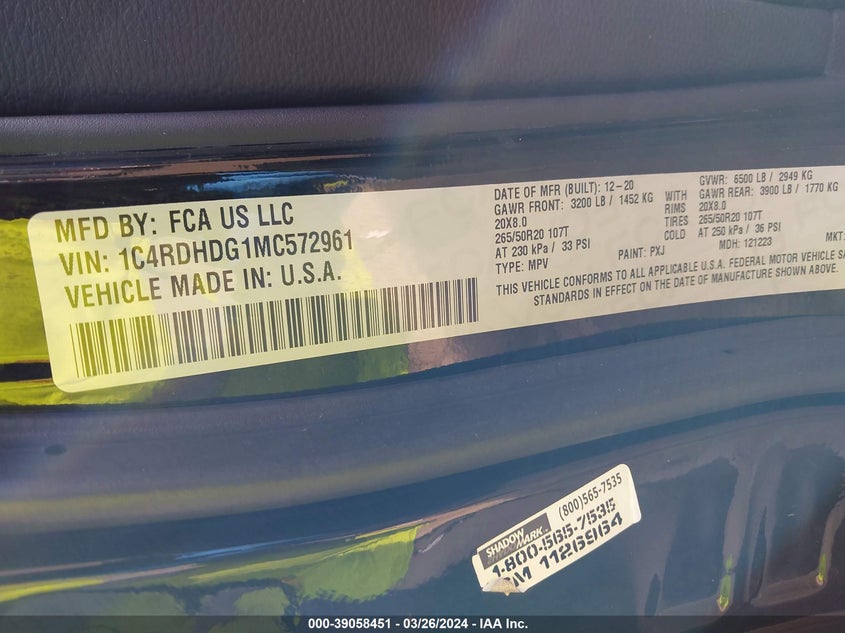 MFD BY: FCA US LLC
VIN: 1C4RDHDG1MC572961
VEHICLE MADE IN: U.S.A.
DATE OF MFR (BUILT): 12-20
GAWR FRONT: 3200 LB / 1452 KG
20X8.0
265/50R20 107T
AT 230 kPa / 33 PSI
TYPE: MPV
WITH
RIMS
TIRES
COLD
GVWR: 6500 LB / 2949 KG
GAWR REAR: 3900 LB / 1770 KG
20X8.0
265/50R20 107T
AT 250 kPa / 36 PSI
PAINT: PXJ
MDH: 121223
MKT:
THIS VEHICLE CONFORMS TO ALL APPLICABLE U.S.A. FEDERAL MOTOR VEHICLE SA
STANDARDS IN EFFECT ON THE DATE OF MANUFACTURE SHOWN ABOVE.
SHADOW
MARK
(800)565-7535
1-800-565-7535
11269964
000-39058451 - 03/26/2024 - IAA Inc.